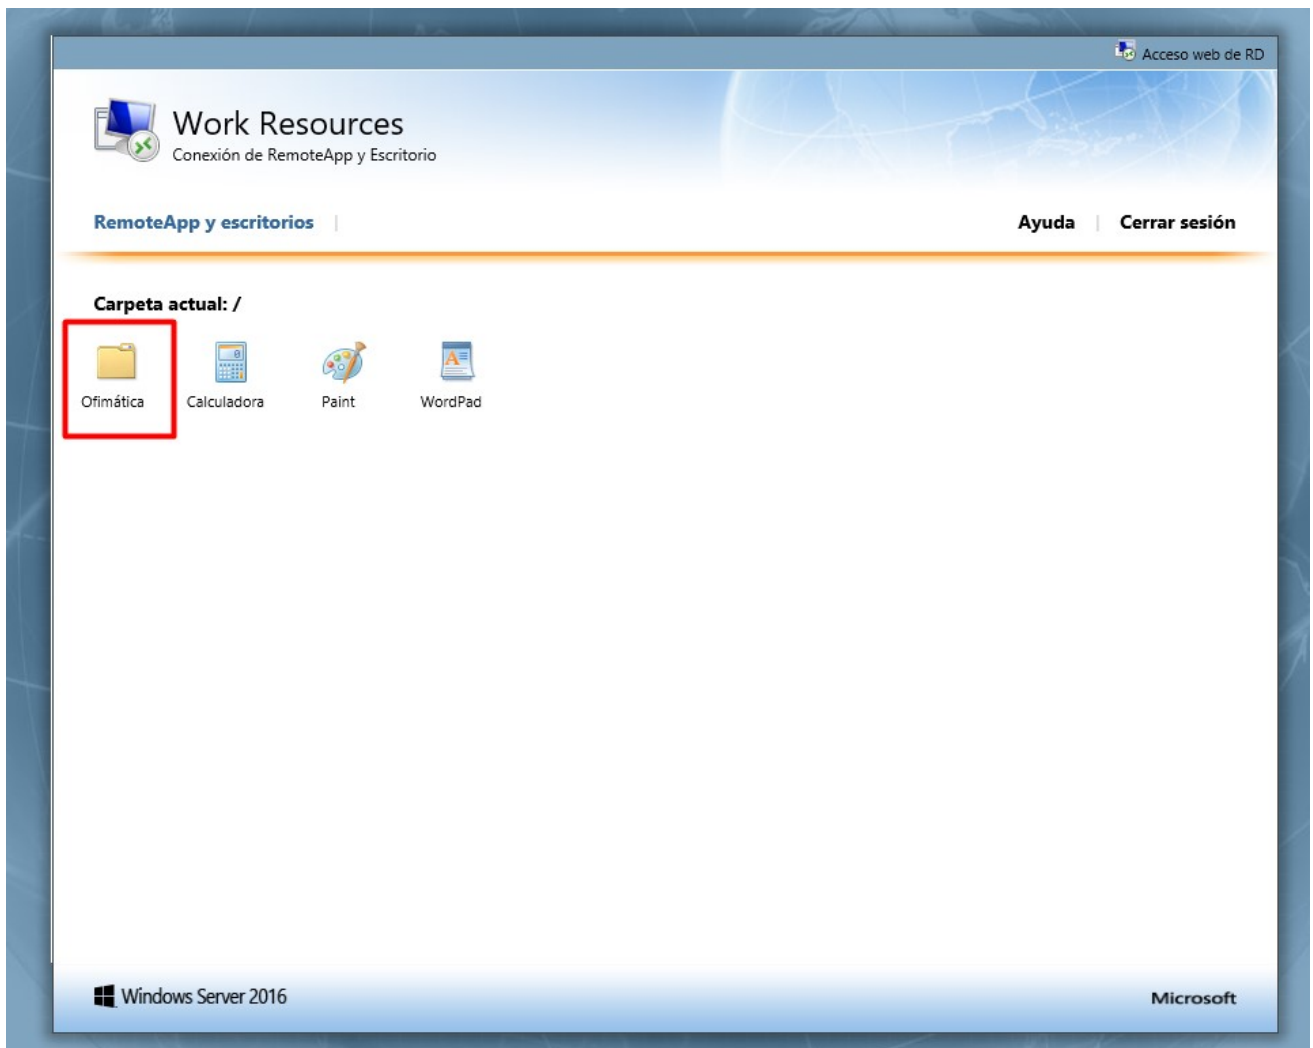 Acceso web de RD
Work Resources
Conexión de RemoteApp y Escritorio
RemoteApp y escritorios
Ayuda
Cerrar sesión
Carpeta actual: /
Ofimática
Calculadora
Paint
WordPad
Windows Server 2016
Microsoft